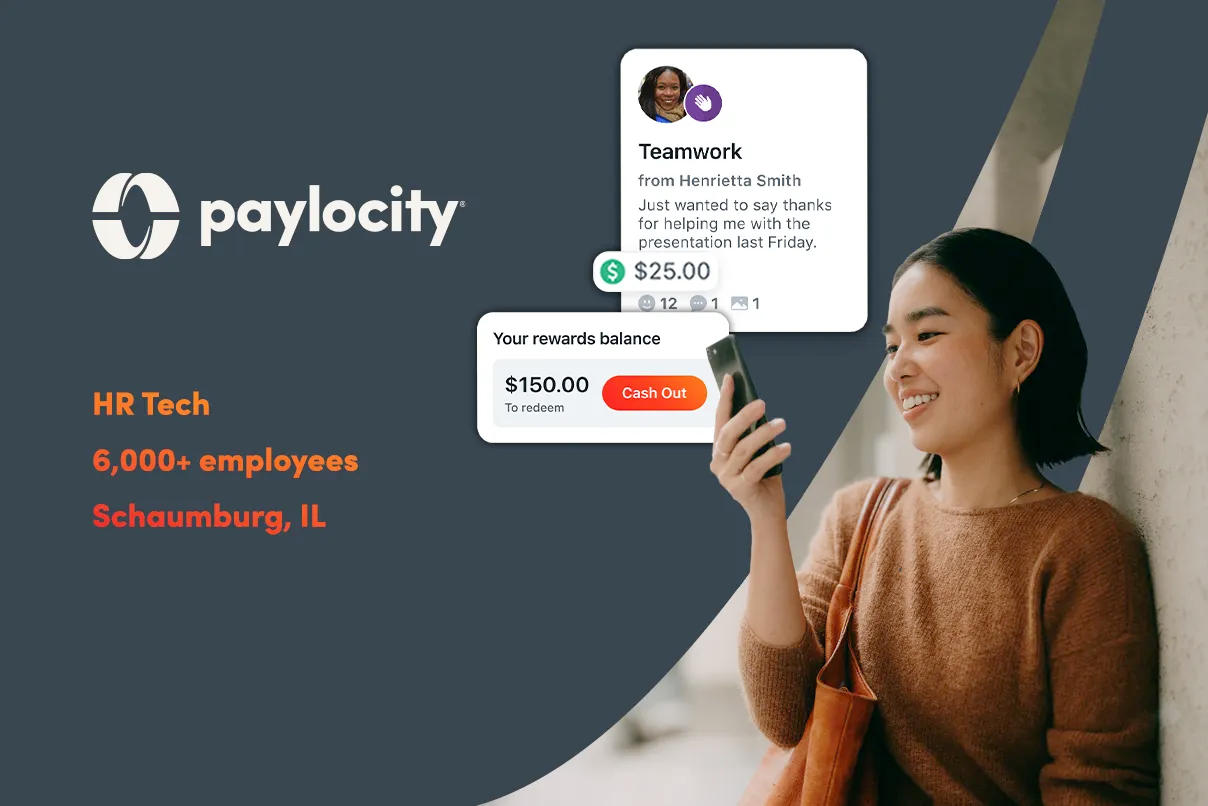 paylocity®
HR Tech
6,000+ employees
Schaumburg, IL
Teamwork
from Henrietta Smith
Just wanted to say thanks
for helping me with the
presentation last Friday.
$25.00
12 1 1
Your rewards balance
$150.00
To redeem
Cash Out